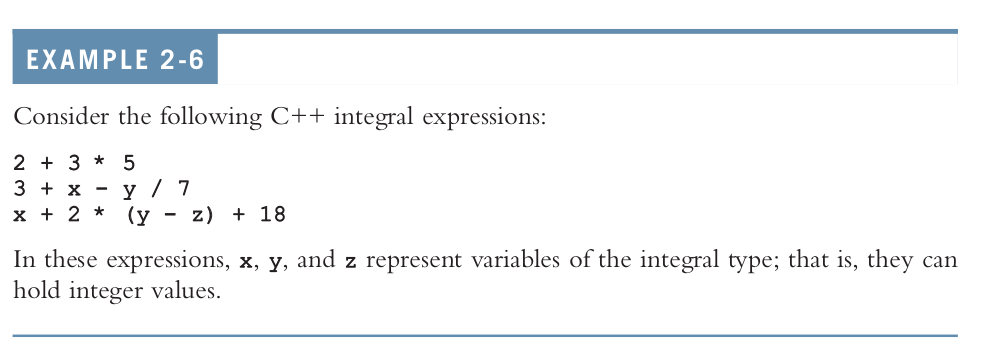 EXAMPLE 2-6
Consider the following C++ integral expressions:
2 + 3 * 5
3 + x - y / 7
x + 2 * (y - z) + 18
In these expressions, x, y, and z represent variables of the integral type; that is, they can
hold integer values.